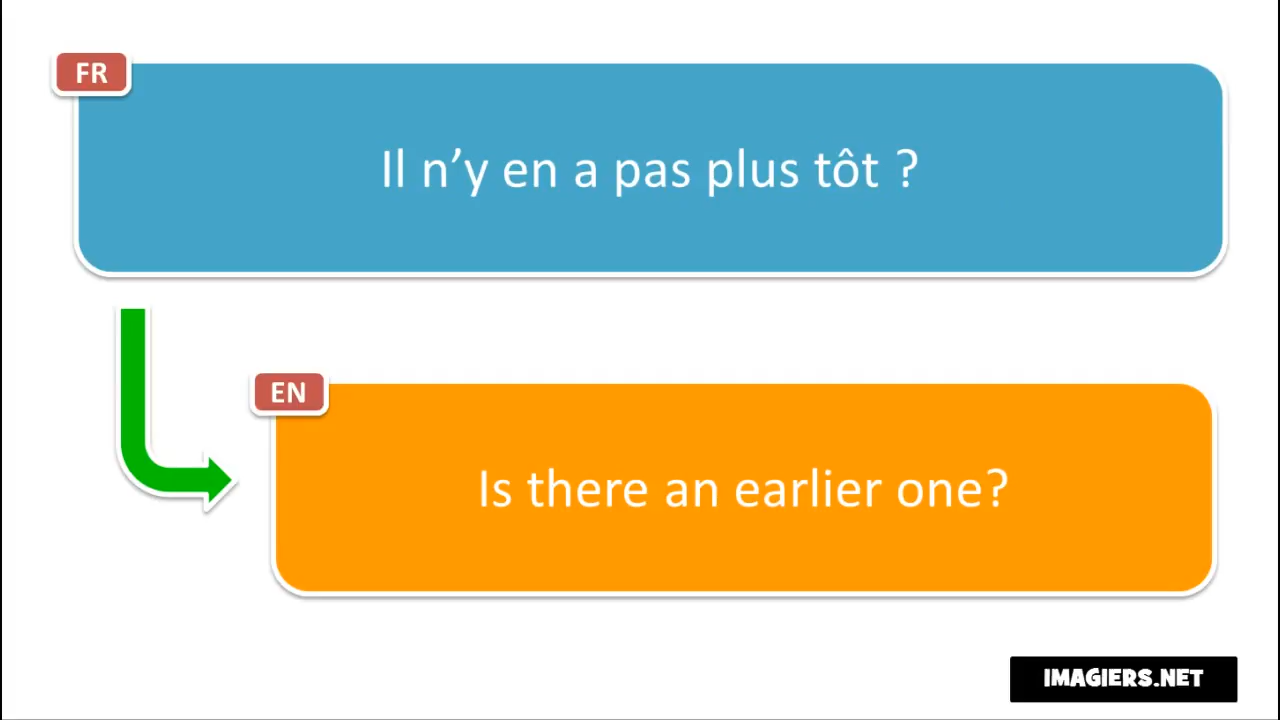 FR
Il n’y en a pas plus tôt ?
EN
Is there an earlier one?
IMAGIERS.NET